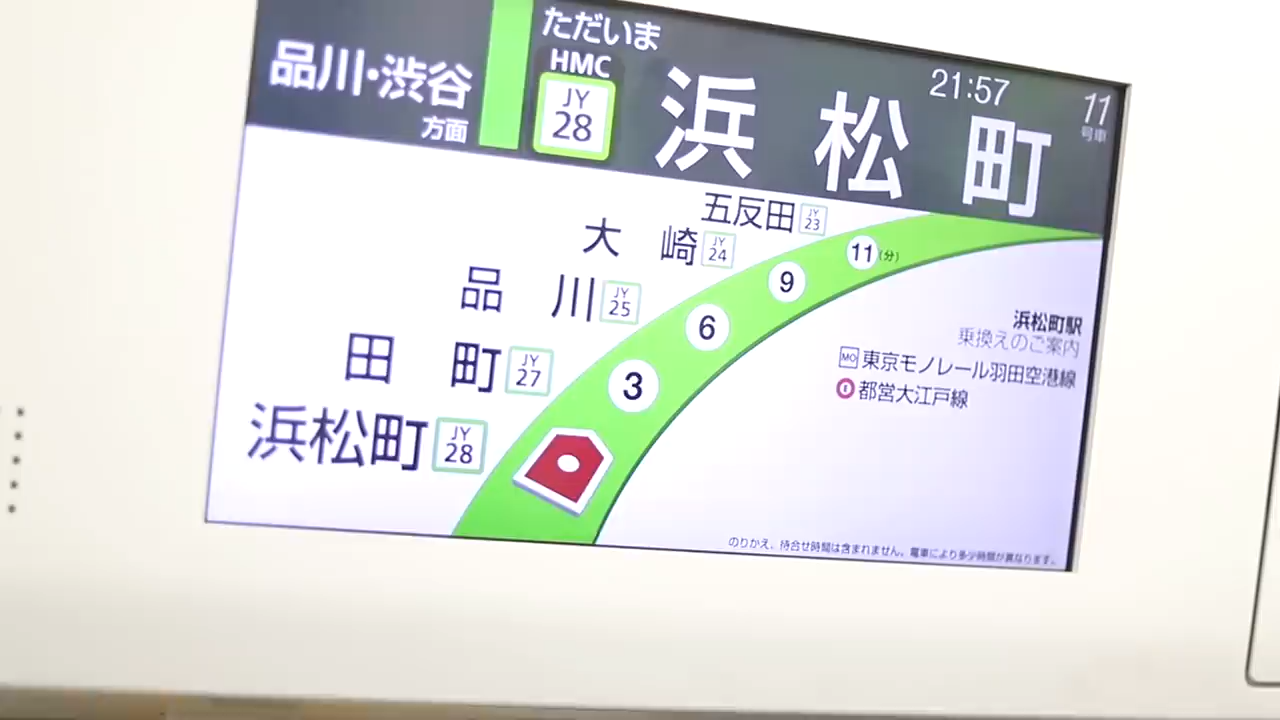 品川・渋谷
方面
ただいま
HMC
JY
28
浜松町
21:57
11
号車
五反田 JY 23
大崎 JY 24
品川 JY 25
田町 JY 27
浜松町 JY 28
11(分)
9
6
3
浜松町駅
乗換えのご案内
MO 東京モノレール羽田空港線
都営大江戸線
のりかえ、待合せ時間は含まれません。電車により多少時間が異なります。